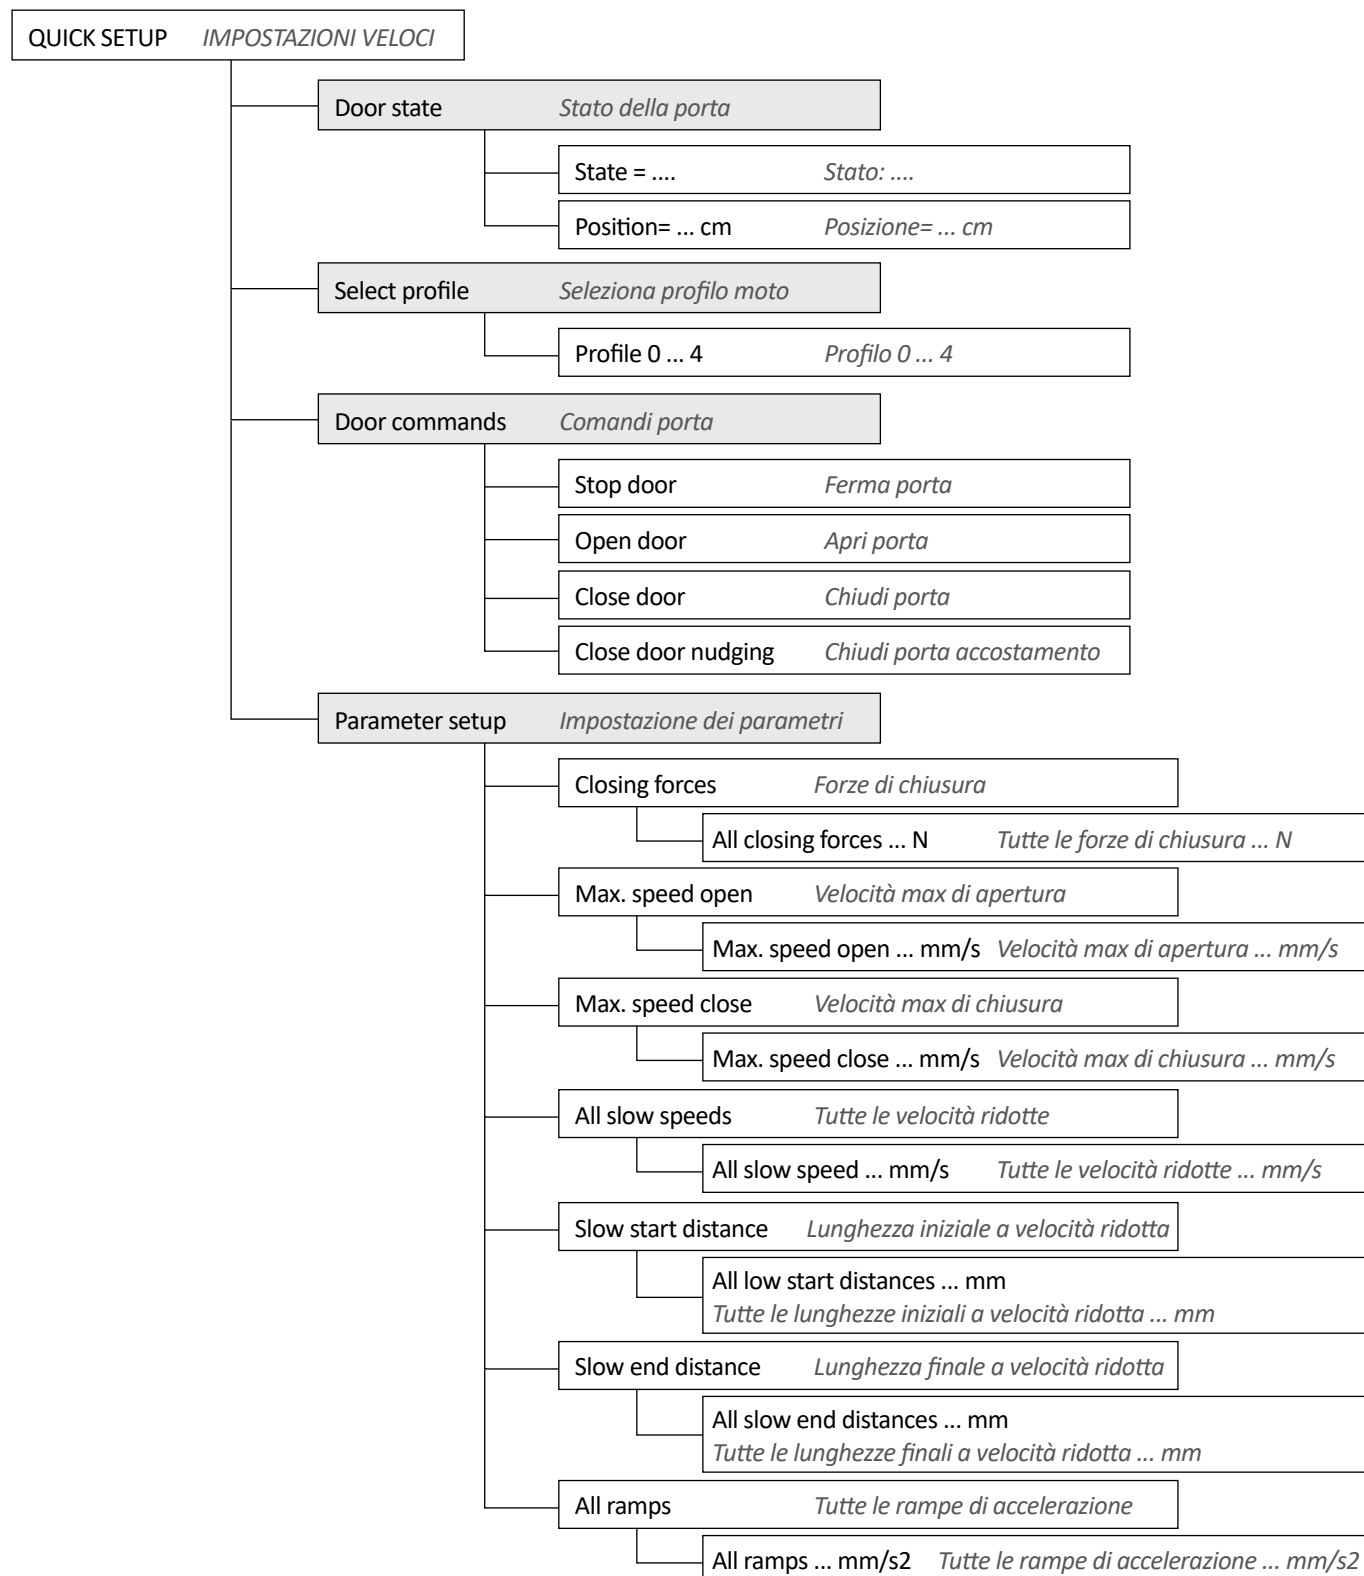 QUICK SETUP IMPOSTAZIONI VELOCI
Door state Stato della porta
State = .... Stato: ....
Position= ... cm Posizione= ... cm
Select profile Seleziona profilo moto
Profile 0 ... 4 Profilo 0 ... 4
Door commands Comandi porta
Stop door Ferma porta
Open door Apri porta
Close door Chiudi porta
Close door nudging Chiudi porta accostamento
Parameter setup Impostazione dei parametri
Closing forces Forze di chiusura
All closing forces ... N Tutte le forze di chiusura ... N
Max. speed open Velocità max di apertura
Max. speed open ... mm/s Velocità max di apertura ... mm/s
Max. speed close Velocità max di chiusura
Max. speed close ... mm/s Velocità max di chiusura ... mm/s
All slow speeds Tutte le velocità ridotte
All slow speed ... mm/s Tutte le velocità ridotte ... mm/s
Slow start distance Lunghezza iniziale a velocità ridotta
All low start distances ... mm
Tutte le lunghezze iniziali a velocità ridotta ... mm
Slow end distance Lunghezza finale a velocità ridotta
All slow end distances ... mm
Tutte le lunghezze finali a velocità ridotta ... mm
All ramps Tutte le rampe di accelerazione
All ramps ... mm/s2 Tutte le rampe di accelerazione ... mm/s2